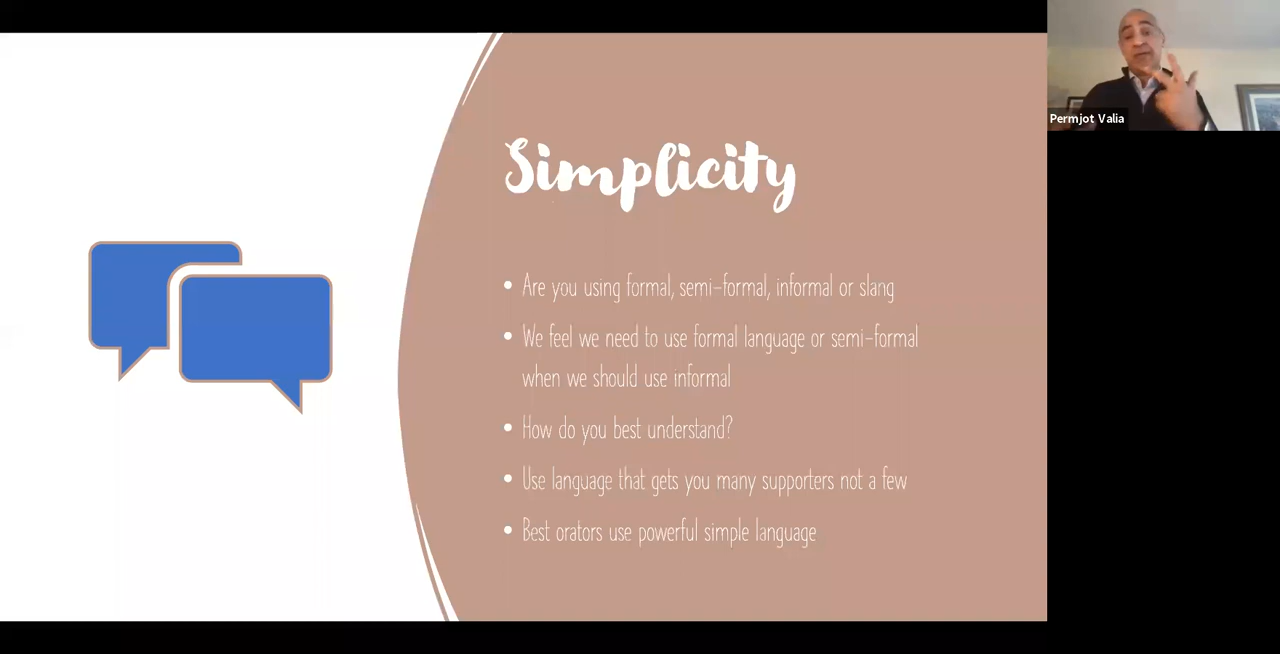 Simplicity
• Are you using formal, semi-formal, informal or slang
• We feel we need to use formal language or semi-formal
when we should use informal
• How do you best understand?
• Use language that gets you many supporters not a few
• Best orators use powerful simple language
Permjot Valia